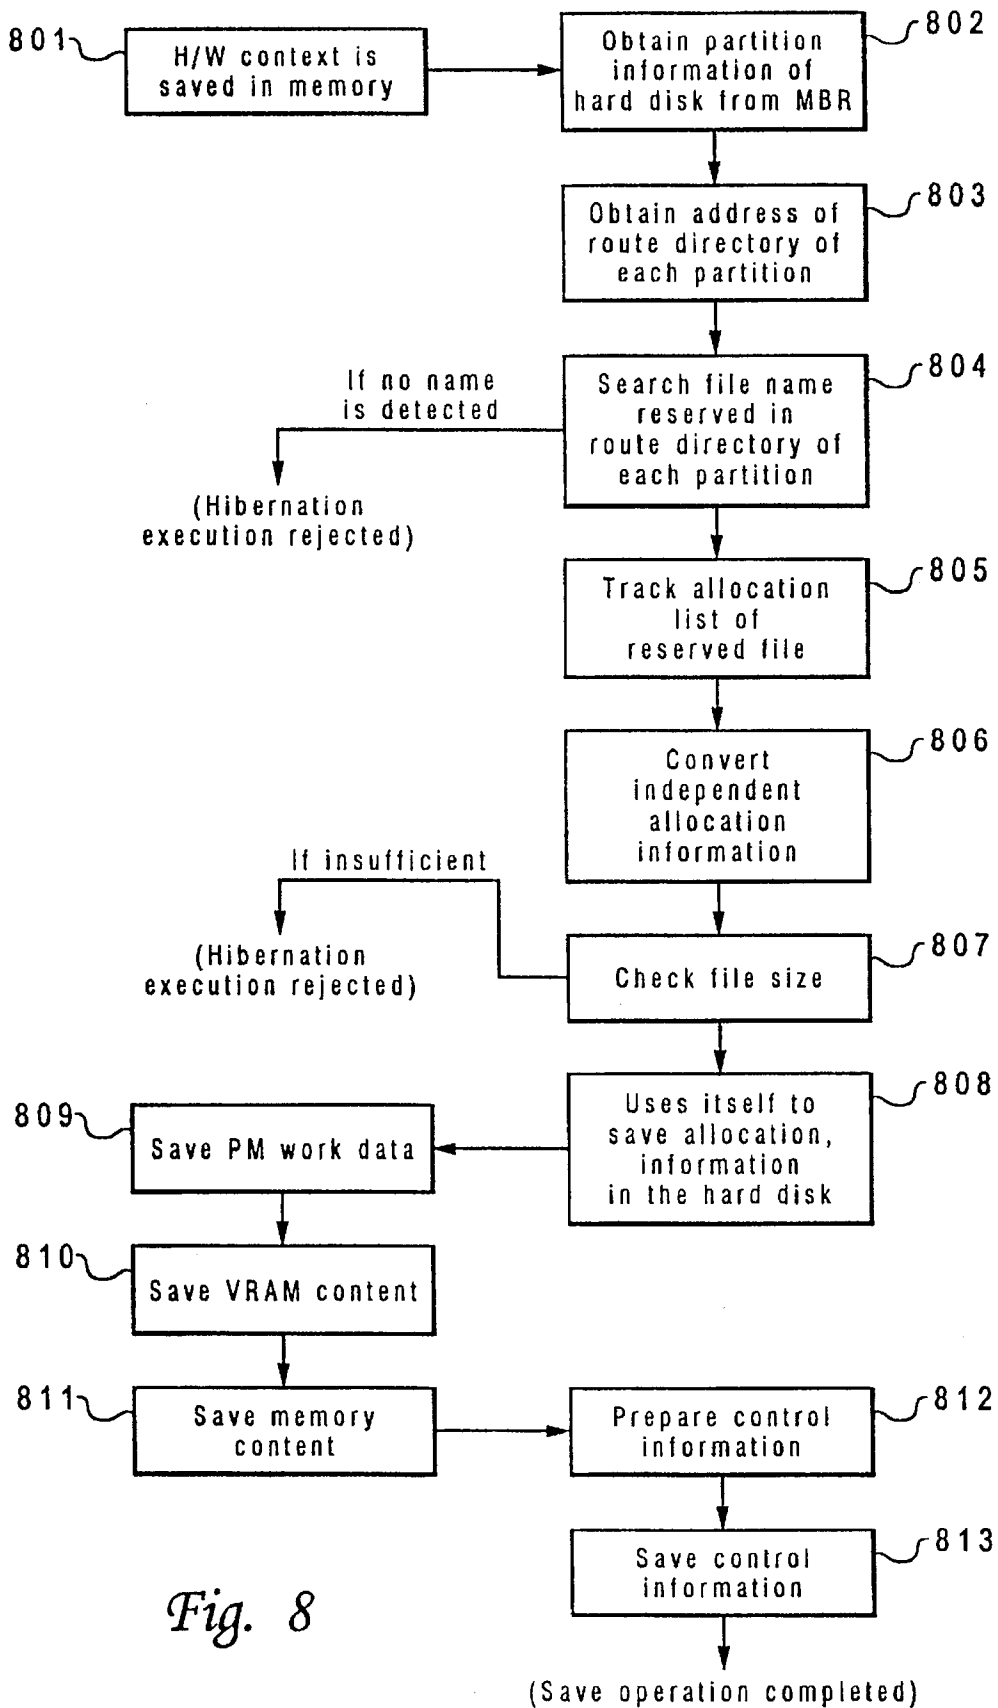 801
H/W context is
saved in memory
802
Obtain partition
information of
hard disk from MBR
803
Obtain address of
route directory of
each partition
804
Search file name
reserved in
route directory of
each partition
If no name
is detected
(Hibernation
execution rejected)
805
Track allocation
list of
reserved file
806
Convert
independent
allocation
information
807
Check file size
If insufficient
(Hibernation
execution rejected)
808
Uses itself to
save allocation,
information
in the hard disk
809
Save PM work data
810
Save VRAM content
811
Save memory
content
812
Prepare control
information
813
Save control
information
(Save operation completed)
Fig. 8